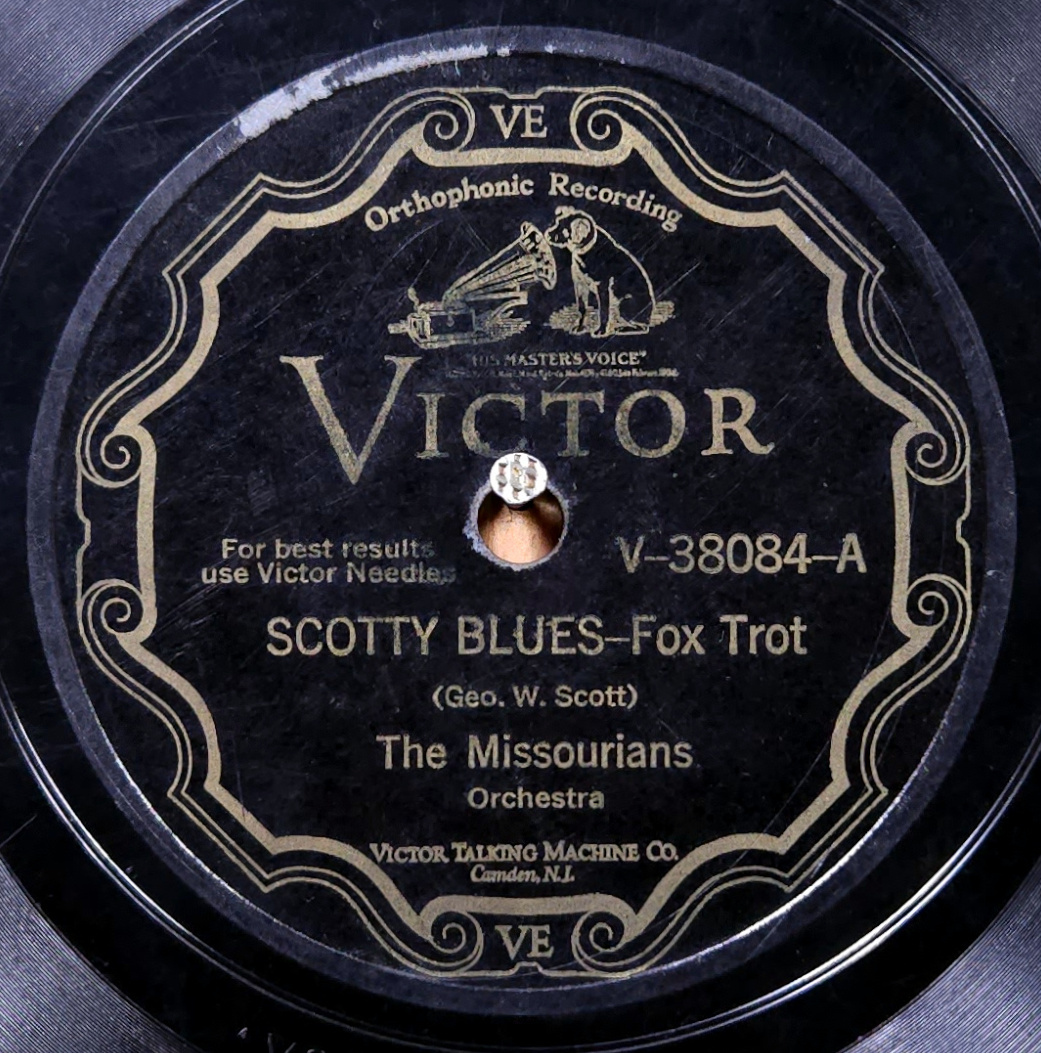 VE
Orthophonic Recording
"HIS MASTER'S VOICE"
VICTOR
For best results
use Victor Needles
V-38084-A
SCOTTY BLUES-Fox Trot
(Geo. W. Scott)
The Missourians
Orchestra
VICTOR TALKING MACHINE CO.
Camden, N.J.
VE